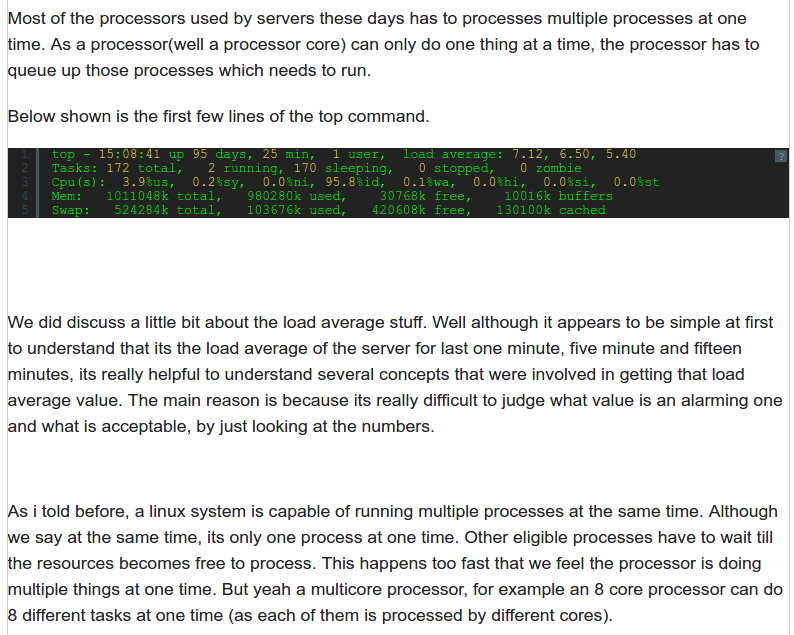 Most of the processors used by servers these days has to processes multiple processes at one
time. As a processor(well a processor core) can only do one thing at a time, the processor has to
queue up those processes which needs to run.
Below shown is the first few lines of the top command.
1 top - 15:08:41 up 95 days, 25 min,  1 user,  load average: 7.12, 6.50, 5.40
2 Tasks: 172 total,   2 running, 170 sleeping,   0 stopped,   0 zombie
3 Cpu(s):  3.9%us,  0.2%sy,  0.0%ni, 95.8%id,  0.1%wa,  0.0%hi,  0.0%si,  0.0%st
4 Mem:   1011048k total,   980280k used,    30768k free,    10016k buffers
5 Swap:   524284k total,   103676k used,   420608k free,   130100k cached
?
We did discuss a little bit about the load average stuff. Well although it appears to be simple at first
to understand that its the load average of the server for last one minute, five minute and fifteen
minutes, its really helpful to understand several concepts that were involved in getting that load
average value. The main reason is because its really difficult to judge what value is an alarming one
and what is acceptable, by just looking at the numbers.
As i told before, a linux system is capable of running multiple processes at the same time. Although
we say at the same time, its only one process at one time. Other eligible processes have to wait till
the resources becomes free to process. This happens too fast that we feel the processor is doing
multiple things at one time. But yeah a multicore processor, for example an 8 core processor can do
8 different tasks at one time (as each of them is processed by different cores).